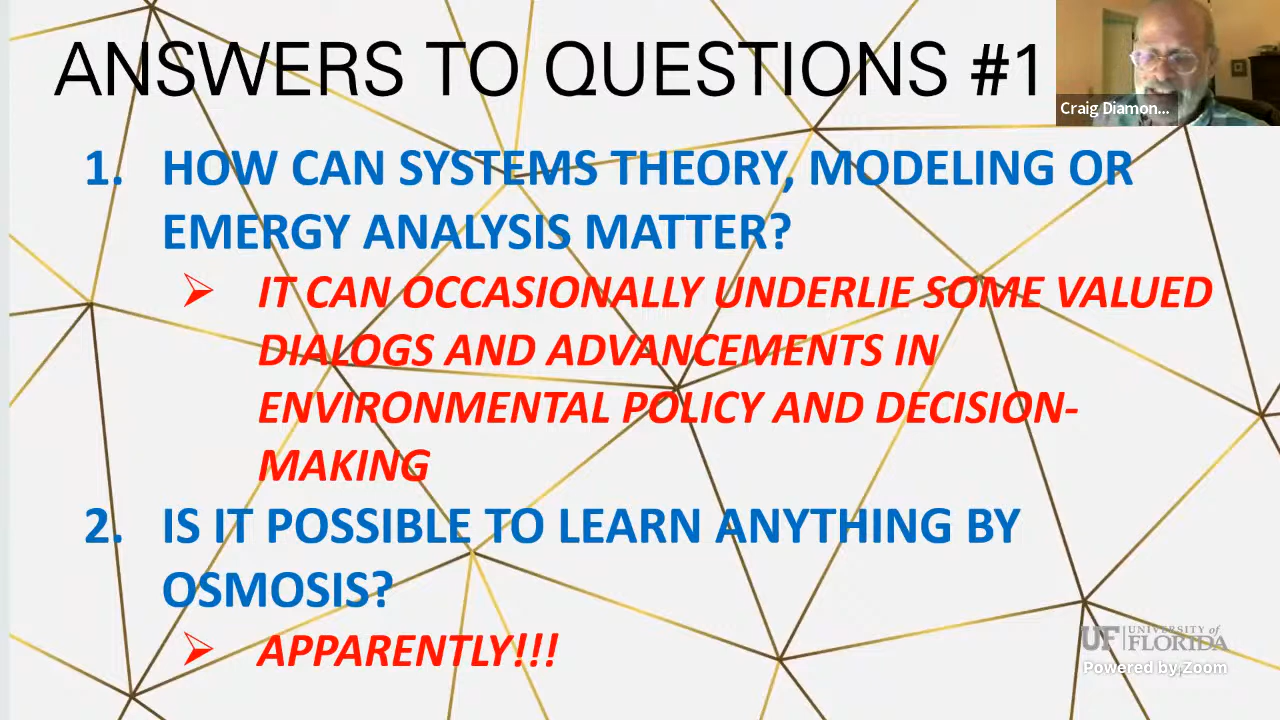 ANSWERS TO QUESTIONS #1
Craig Diamon...
1. HOW CAN SYSTEMS THEORY, MODELING OR
EMERGY ANALYSIS MATTER?
➢ IT CAN OCCASIONALLY UNDERLIE SOME VALUED
DIALOGS AND ADVANCEMENTS IN
ENVIRONMENTAL POLICY AND DECISION-
MAKING
2. IS IT POSSIBLE TO LEARN ANYTHING BY
OSMOSIS?
➢ APPARENTLY!!!
UF UNIVERSITY of
FLORIDA
Powered by Zoom